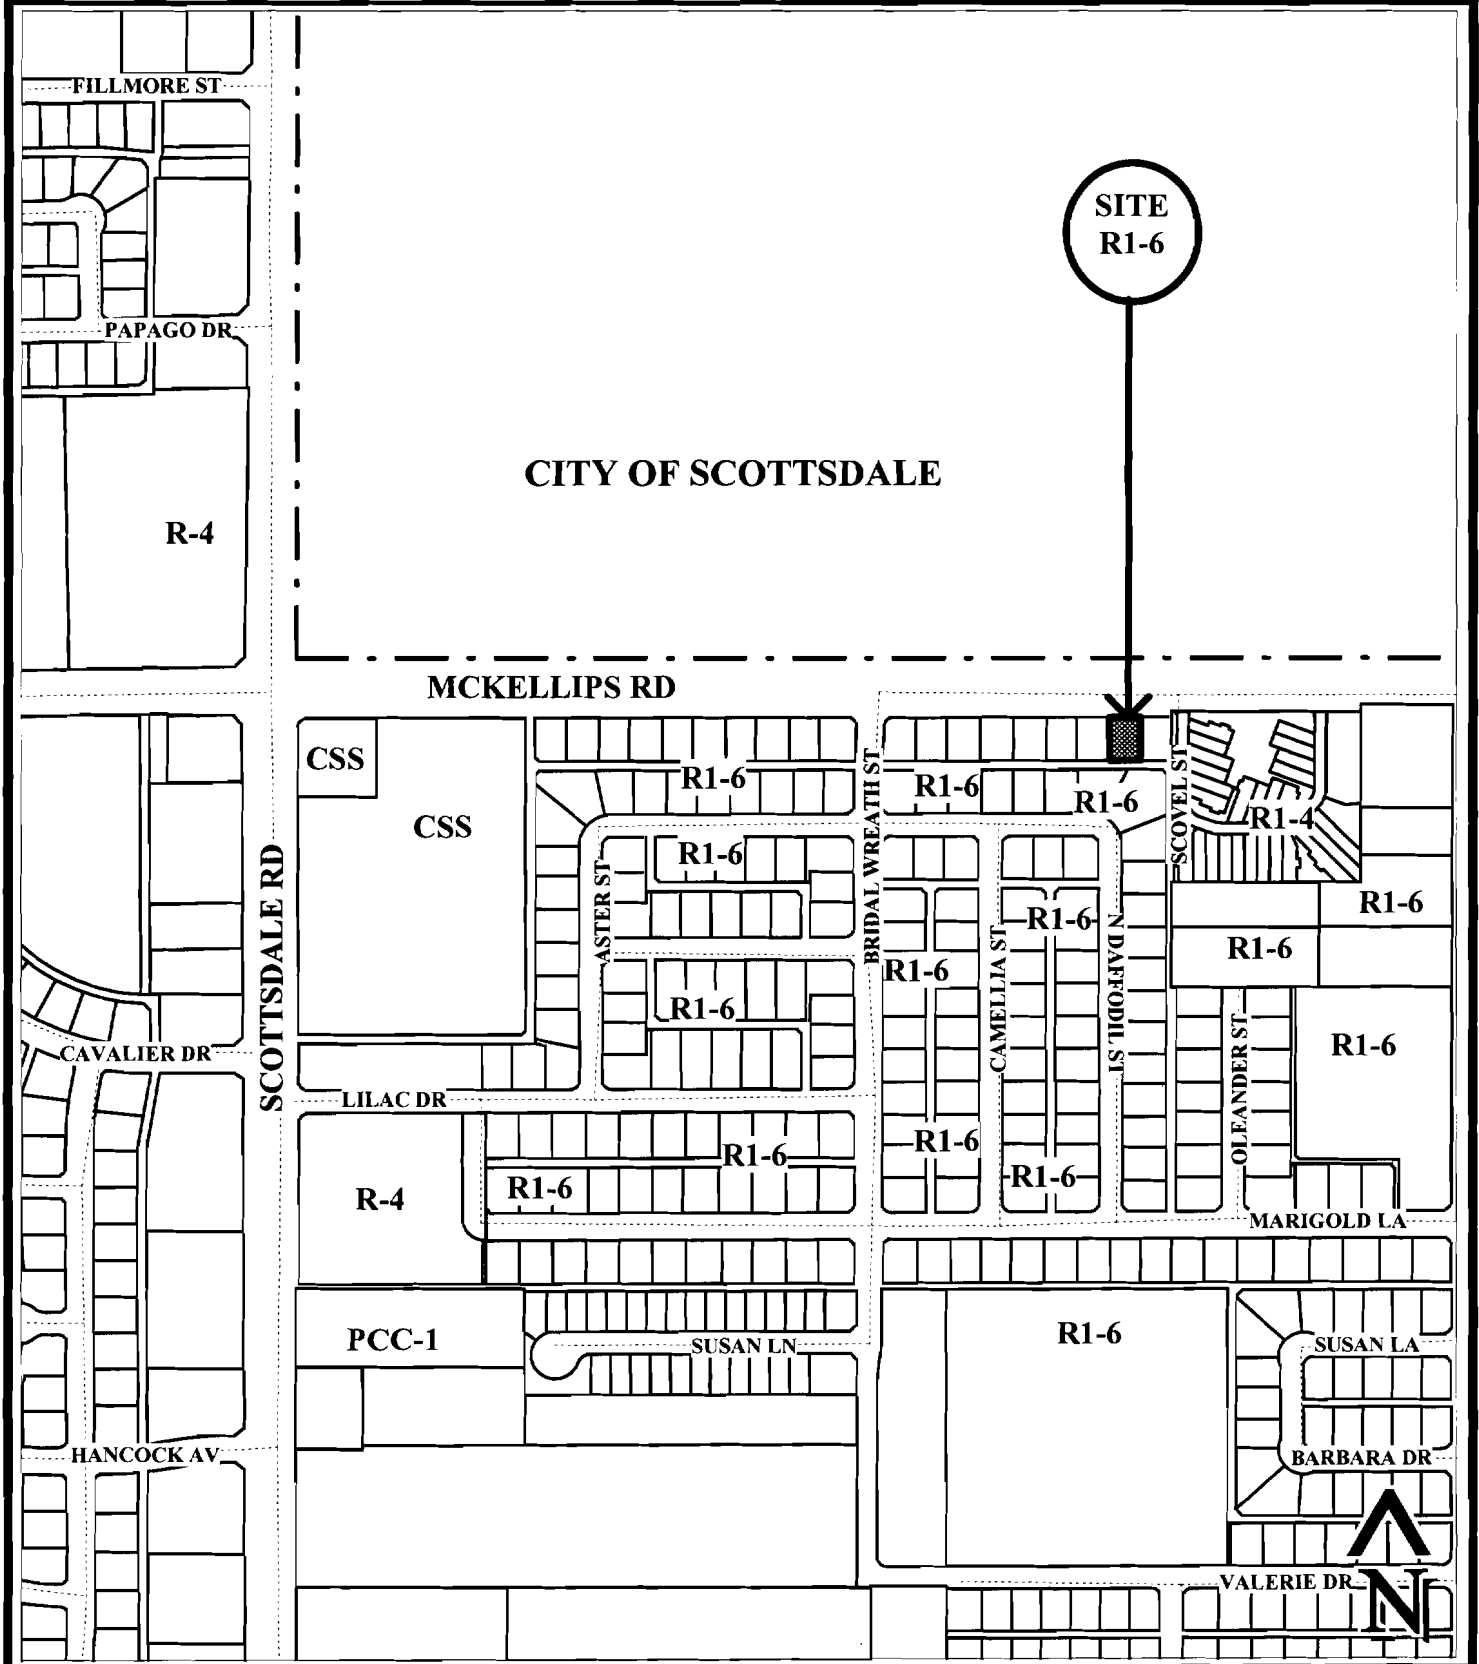 FILLMORE ST
SITE
R1-6
PAPAGO DR
CITY OF SCOTTSDALE
R-4
MCKELLIPS RD
CSS
CSS
R1-6
R1-6
R1-6
R1-4
R1-6
SCOTTSDALE RD
ASTER ST
BRIDAL WREATH ST
SCOVEL ST
R1-6
R1-6
R1-6
R1-6
R1-6
CAMELLIA ST
N DAFFODIL ST
OLEANDER ST
R1-6
CAVALIER DR
LILAC DR
R1-6
R1-6
R1-6
R1-6
R-4
MARIGOLD LA
PCC-1
SUSAN LN
R1-6
SUSAN LA
HANCOCK AV
BARBARA DR
VALERIE DR
N